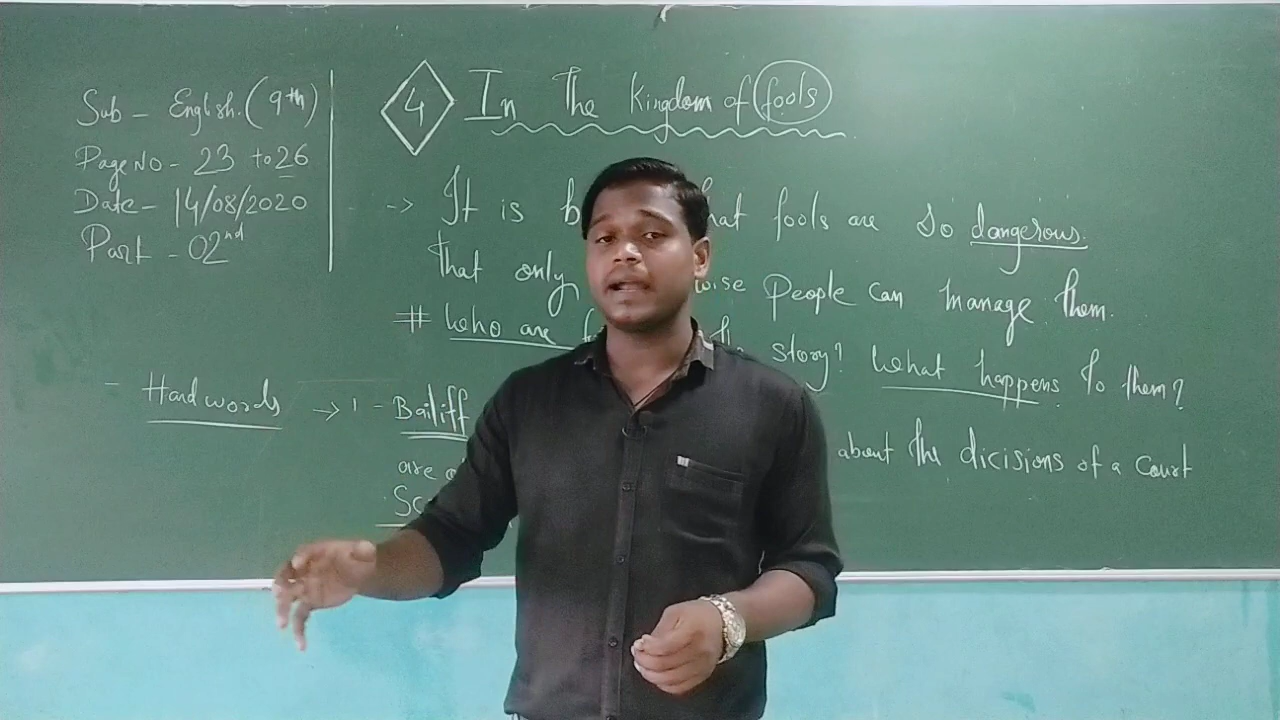 Sub - English. (9th)
Page No - 23 to 26
Date - 14/08/2020
Part - 02nd
4 In The Kingdom of fools
-> It is b hat fools are so dangerous.
That only wise People can manage them.
# Who are story? What happens To them?
- Hard words -> 1 - Bailiff
about The dicisions of a Court
are
Sc